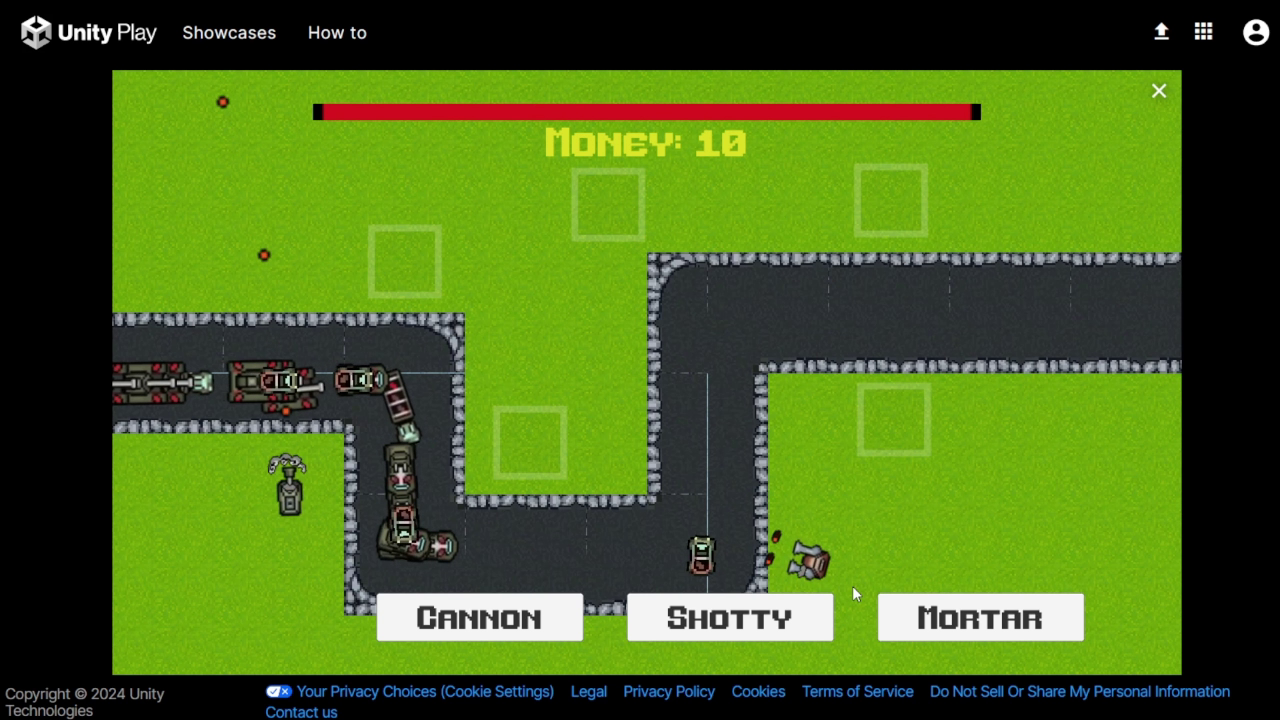 Unity Play
Showcases
How to
Money: 10
Cannon
Shotty
Mortar
Copyright © 2024 Unity
Technologies
Your Privacy Choices (Cookie Settings)
Legal
Privacy Policy
Cookies
Terms of Service
Do Not Sell Or Share My Personal Information
Contact us